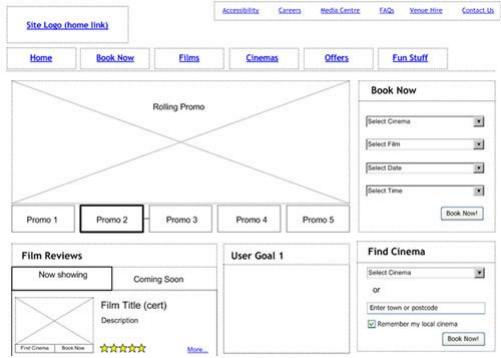 Accessibility Careers Media Centre FAQs Venue Hire Contact Us
Site Logo (home link)
Home Book Now Films Cinemas Offers Fun Stuff
Rolling Promo
Promo 1 Promo 2 Promo 3 Promo 4 Promo 5
Book Now
Select Cinema
Select Film
Select Date
Select Time
Book Now!
Film Reviews
Now showing Coming Soon
Film Title (cert)
Description
Find Cinema Book Now
More...
User Goal 1
Find Cinema
Select Cinema
or
Enter town or postcode
Remember my local cinema
Book Now!